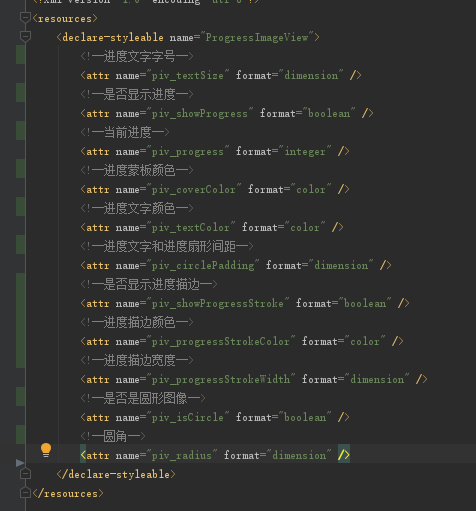 <?xml version="1.0" encoding="utf-8"?>
<resources>
<declare-styleable name="ProgressImageView">
<!--进度文字字号-->
<attr name="piv_textSize" format="dimension" />
<!--是否显示进度-->
<attr name="piv_showProgress" format="boolean" />
<!--当前进度-->
<attr name="piv_progress" format="integer" />
<!--进度蒙板颜色-->
<attr name="piv_coverColor" format="color" />
<!--进度文字颜色-->
<attr name="piv_textColor" format="color" />
<!--进度文字和进度扇形间距-->
<attr name="piv_circlePadding" format="dimension" />
<!--是否显示进度描边-->
<attr name="piv_showProgressStroke" format="boolean" />
<!--进度描边颜色-->
<attr name="piv_progressStrokeColor" format="color" />
<!--进度描边宽度-->
<attr name="piv_progressStrokeWidth" format="dimension" />
<!--是否是圆形图像-->
<attr name="piv_isCircle" format="boolean" />
<!--圆角-->
<attr name="piv_radius" format="dimension" />
</declare-styleable>
</resources>